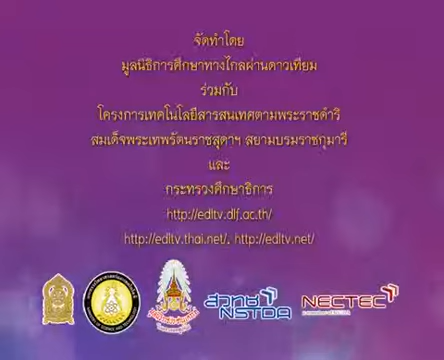 จัดทำโดย
มูลนิธิการศึกษาทางไกลผ่านดาวเทียม
ร่วมกับ
โครงการเทคโนโลยีสารสนเทศตามพระราชดำริ
สมเด็จพระเทพรัตนราชสุดาฯ สยามบรมราชกุมารี
และ
กระทรวงศึกษาธิการ
http://edltv.dlf.ac.th/
http://edltv.thai.net/, http://edltv.net/
สวทช NSTDA
NECTEC